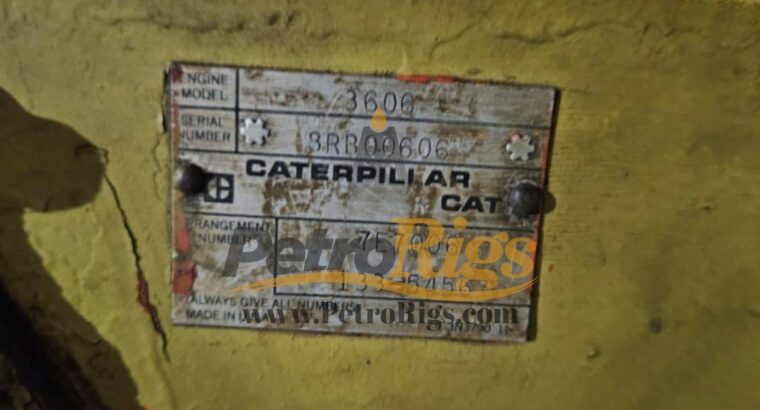 ENGINE
MODEL
3606
SERIAL
NUMBER
8RB00606
CATERPILLAR
CAT
ARRANGEMENT
NUMBER
PetroRigs
(ALWAYS GIVE ALL NUMBERS)
MADE IN
www.PetroRigs.com